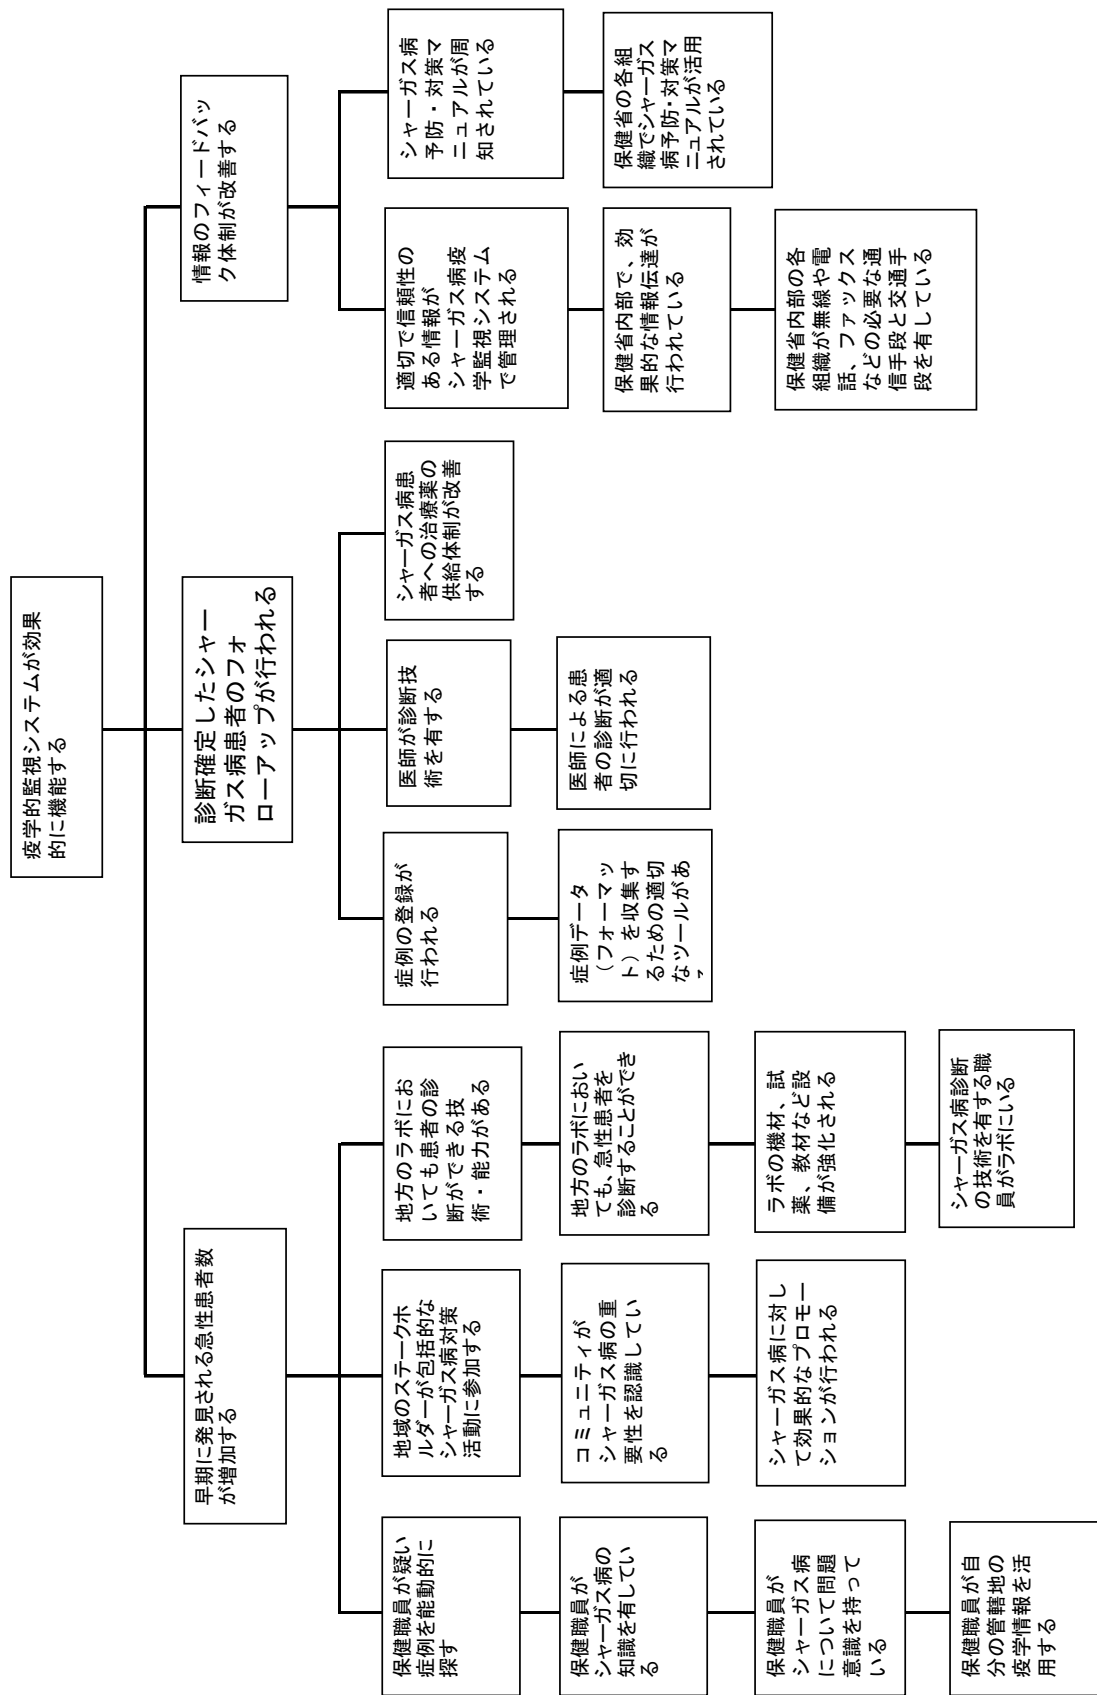 疫学的監視システムが効果
的に機能する
早期に発見される急性患者数
が増加する
診断確定したシャー
ガス病患者のフォ
ローアップが行われる
情報のフィードバッ
ク体制が改善する
保健職員が疑い
症例を能動的に
探す
保健職員が
シャーガス病の
知識を有してい
る
保健職員が
シャーガス病
について問題
意識を持って
いる
保健職員が自
分の管轄地の
疫学情報を活
用する
地域のステークホ
ルダーが包括的な
シャーガス病対策
活動に参加する
コミュニティが
シャーガス病の重
要性を認識してい
る
シャーガス病に対し
て効果的なプロモー
ションが行われる
地方のラボにお
いても患者の診
断ができる技
術・能力がある
地方のラボにおい
ても、急性患者を
診断することができ
る
ラボの機材、試
薬、教材など設
備が強化される
シャーガス病診断
の技術を有する職
員がラボにいる
症例の登録が
行われる
症例データ
（フォーマッ
ト）を収集す
るための適切
なツールがあ
医師が診断技
術を有する
医師による患
者の診断が適
切に行われる
シャーガス病患
者への治療薬の
供給体制が改善
する
適切で信頼性の
ある情報が
シャーガス病疫
学監視システム
で管理される
保健省内部で、効
果的な情報伝達が
行われている
保健省内部の各
組織が無線や電
話、ファックス
などの必要な通
信手段と交通手
段を有している
シャーガス病
予防・対策マ
ニュアルが周
知されている
保健省の各組
織でシャーガス
病予防・対策マ
ニュアルが活用
されている